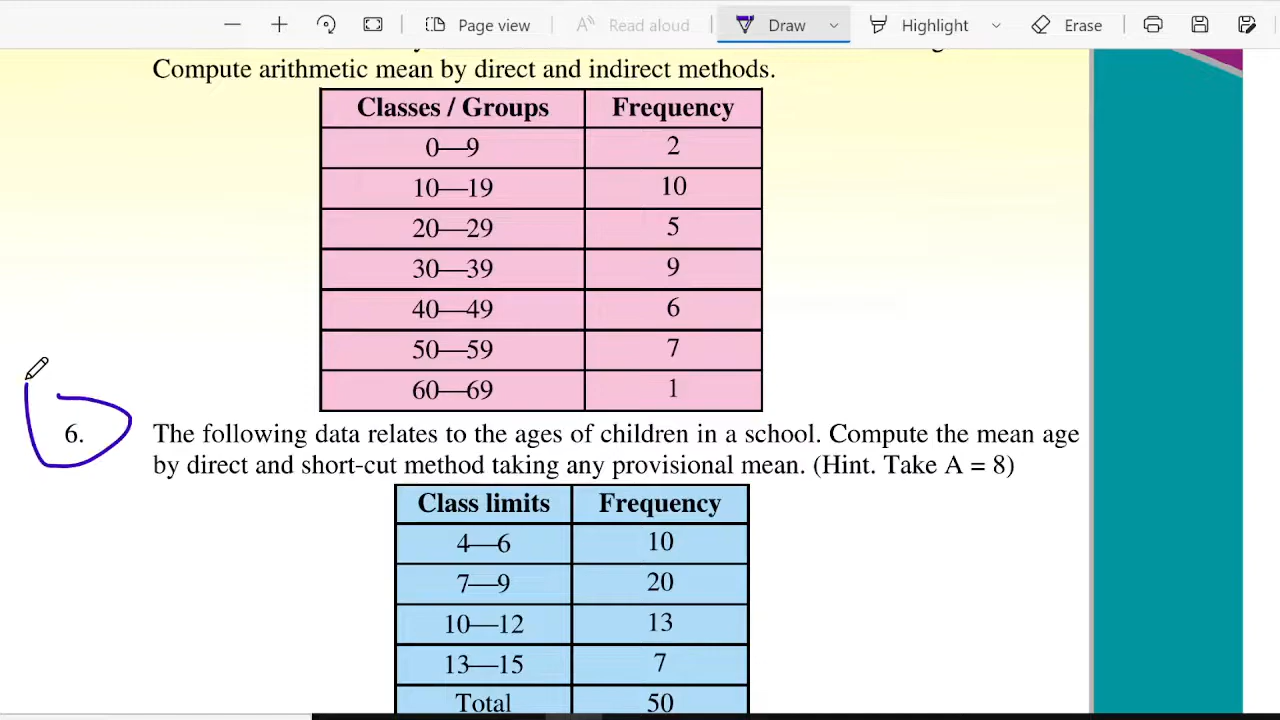 Page view
Read aloud
Draw
Highlight
Erase
Compute arithmetic mean by direct and indirect methods.
Classes / Groups Frequency
0—9 2
10—19 10
20—29 5
30—39 9
40—49 6
50—59 7
60—69 1
6. The following data relates to the ages of children in a school. Compute the mean age
by direct and short-cut method taking any provisional mean. (Hint. Take A = 8)
Class limits Frequency
4—6 10
7—9 20
10—12 13
13—15 7
Total 50